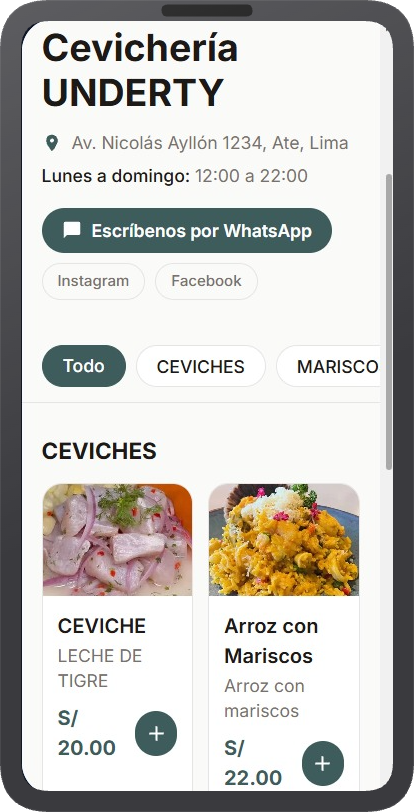 Cevichería
UNDERTY
Av. Nicolás Ayllón 1234, Ate, Lima
Lunes a domingo: 12:00 a 22:00
Escríbenos por WhatsApp
Instagram
Facebook
Todo
CEVICHES
MARISCO
CEVICHES
CEVICHE
LECHE DE
TIGRE
S/
20.00
+
Arroz con
Mariscos
Arroz con
mariscos
S/
22.00
+